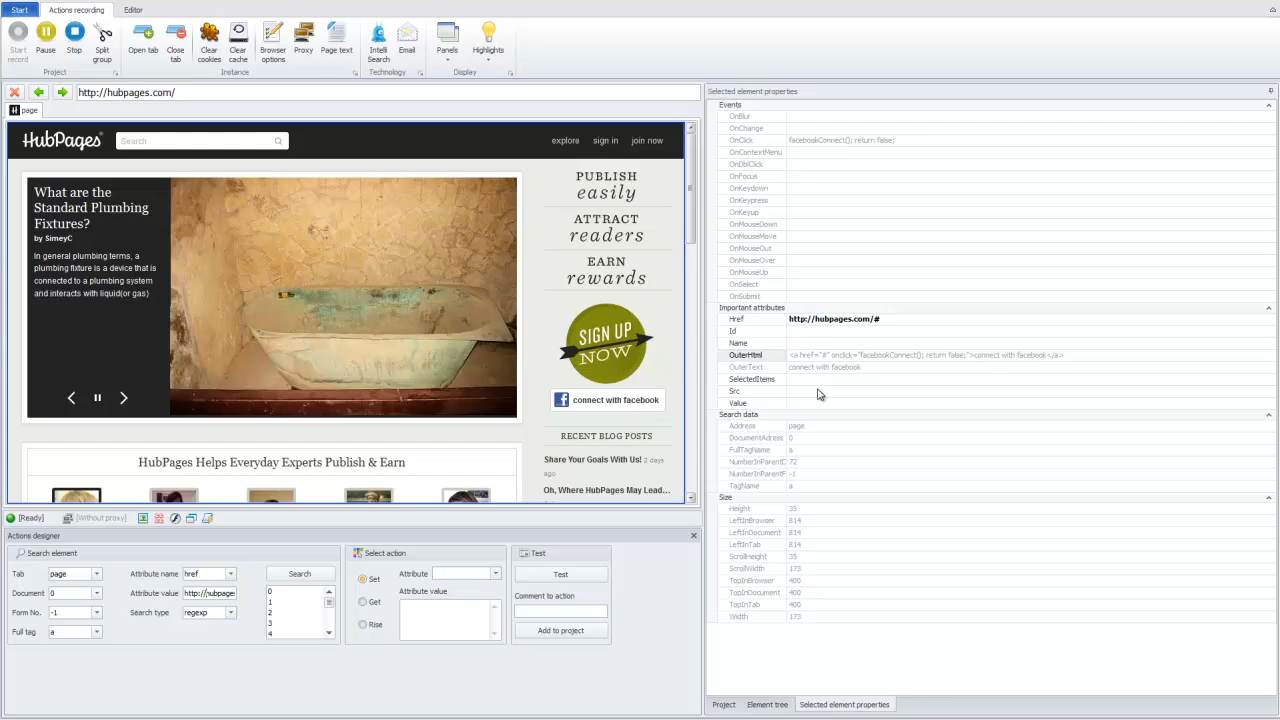 Start
Actions recording
Editor
Start record
Pause
Stop
Split group
Open tab
Close tab
Clear cookies
Clear cache
Browser options
Proxy
Page text
Intelli Search
Email
Panels
Highlights
Project
Instance
Technology
Display
http://hubpages.com/
page
HubPages
Search
explore
sign in
join now
What are the
Standard Plumbing
Fixtures?
by SimeyC
In general plumbing terms, a
plumbing fixture is a device that is
connected to a plumbing system
and interacts with liquid(or gas)
PUBLISH
easily
ATTRACT
readers
EARN
rewards
SIGN UP
NOW
connect with facebook
RECENT BLOG POSTS
Share Your Goals With Us! 2 days
ago
Oh, Where HubPages May Lead...
HubPages Helps Everyday Experts Publish & Earn
[Ready]
[Without proxy]
Actions designer
Search element
Tab page
Document 0
Form No. -1
Full tag a
Attribute name href
Attribute value http://hubpages
Search type regexp
Search
0
1
2
3
4
Select action
Set
Get
Rise
Attribute
Attribute value
Test
Test
Comment to action
Add to project
Selected element properties
Events
OnBlur
OnChange
OnClick facebookConnect(); return false;
OnContextMenu
OnDblClick
OnFocus
OnKeydown
OnKeypress
OnKeyup
OnMouseDown
OnMouseMove
OnMouseOut
OnMouseOver
OnMouseUp
OnSelect
OnSubmit
Important attributes
Href http://hubpages.com/#
Id
Name
OuterHtml <a href="#" onclick="facebookConnect(); return false;">connect with facebook</a>
OuterText connect with facebook
SelectedItems
Src
Value
Search data
Address page
DocumentAdress 0
FullTagName a
NumberInParentD 72
NumberInParentF -1
TagName a
Size
Height 35
LeftInBrowser 814
LeftInDocument 814
LeftInTab 814
ScrollHeight 35
ScrollWidth 173
TopInBrowser 400
TopInDocument 400
TopInTab 400
Width 173
Project
Element tree
Selected element properties